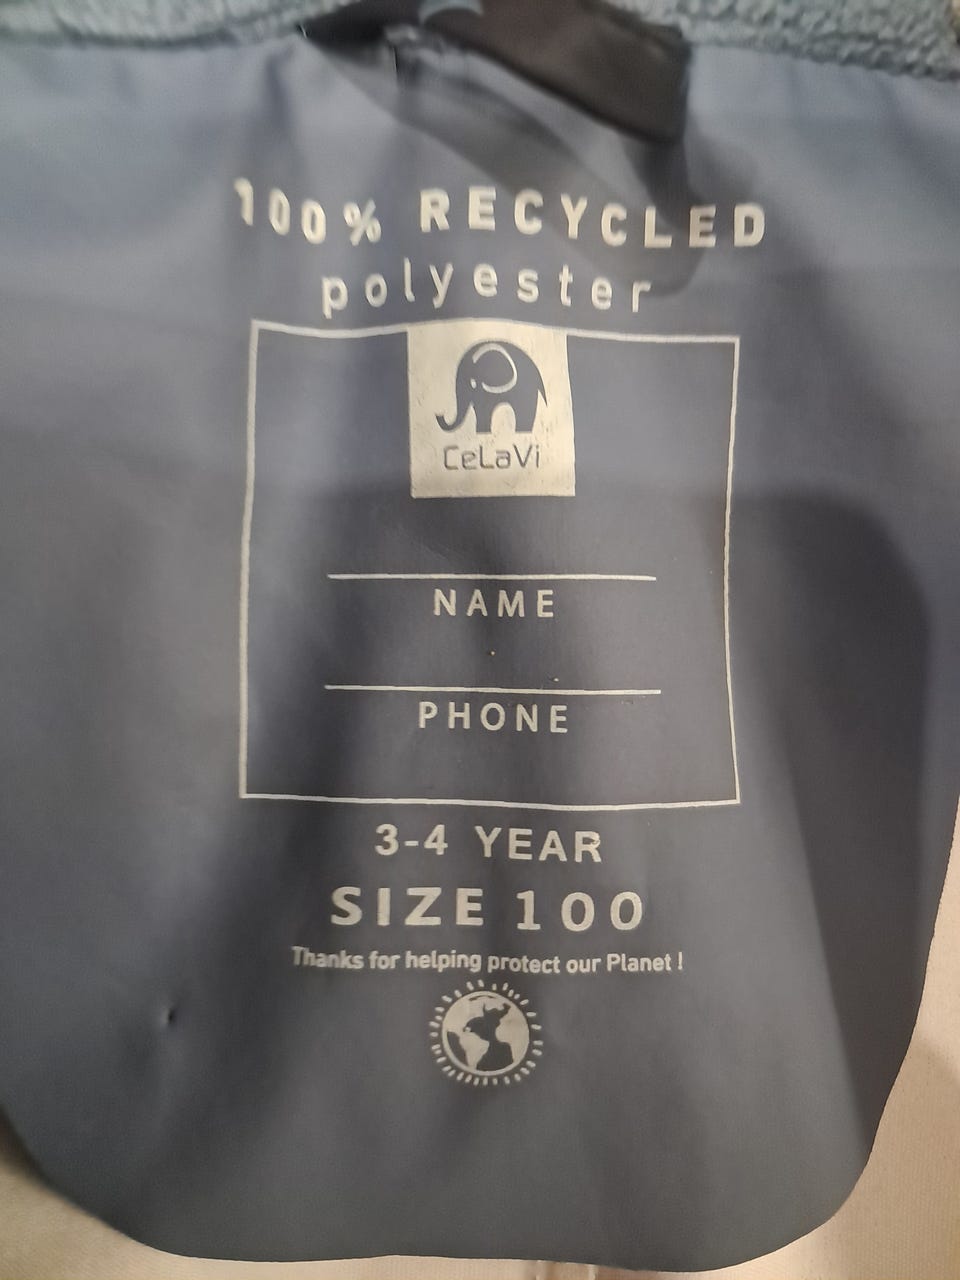 100% RECYCLED
polyester
CeLaVi
NAME
PHONE
3-4 YEAR
SIZE 100
Thanks for helping protect our Planet !